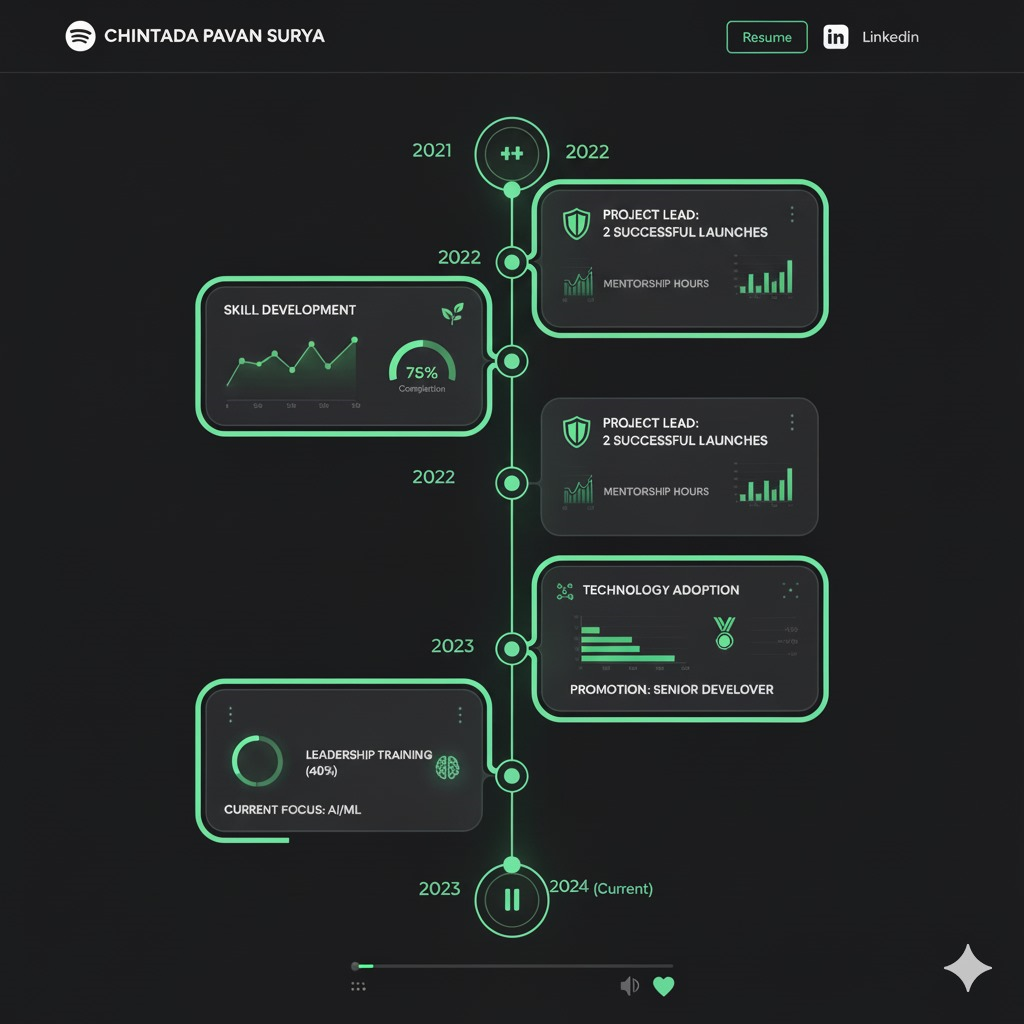 CHINTADA PAVAN SURYA
Resume
in
Linkedin
2021
2022
PROJECT LEAD:
2 SUCCESSFUL LAUNCHES
MENTORSHIP HOURS
2022
SKILL DEVELOPMENT
75%
PROJECT LEAD:
2 SUCCESSFUL LAUNCHES
MENTORSHIP HOURS
2022
TECHNOLOGY ADOPTION
PROMOTION: SENIOR DEVELOVER
2023
LEADERSHIP TRAINING
(40%)
CURRENT FOCUS: AI/ML
2023
2024 (Current)